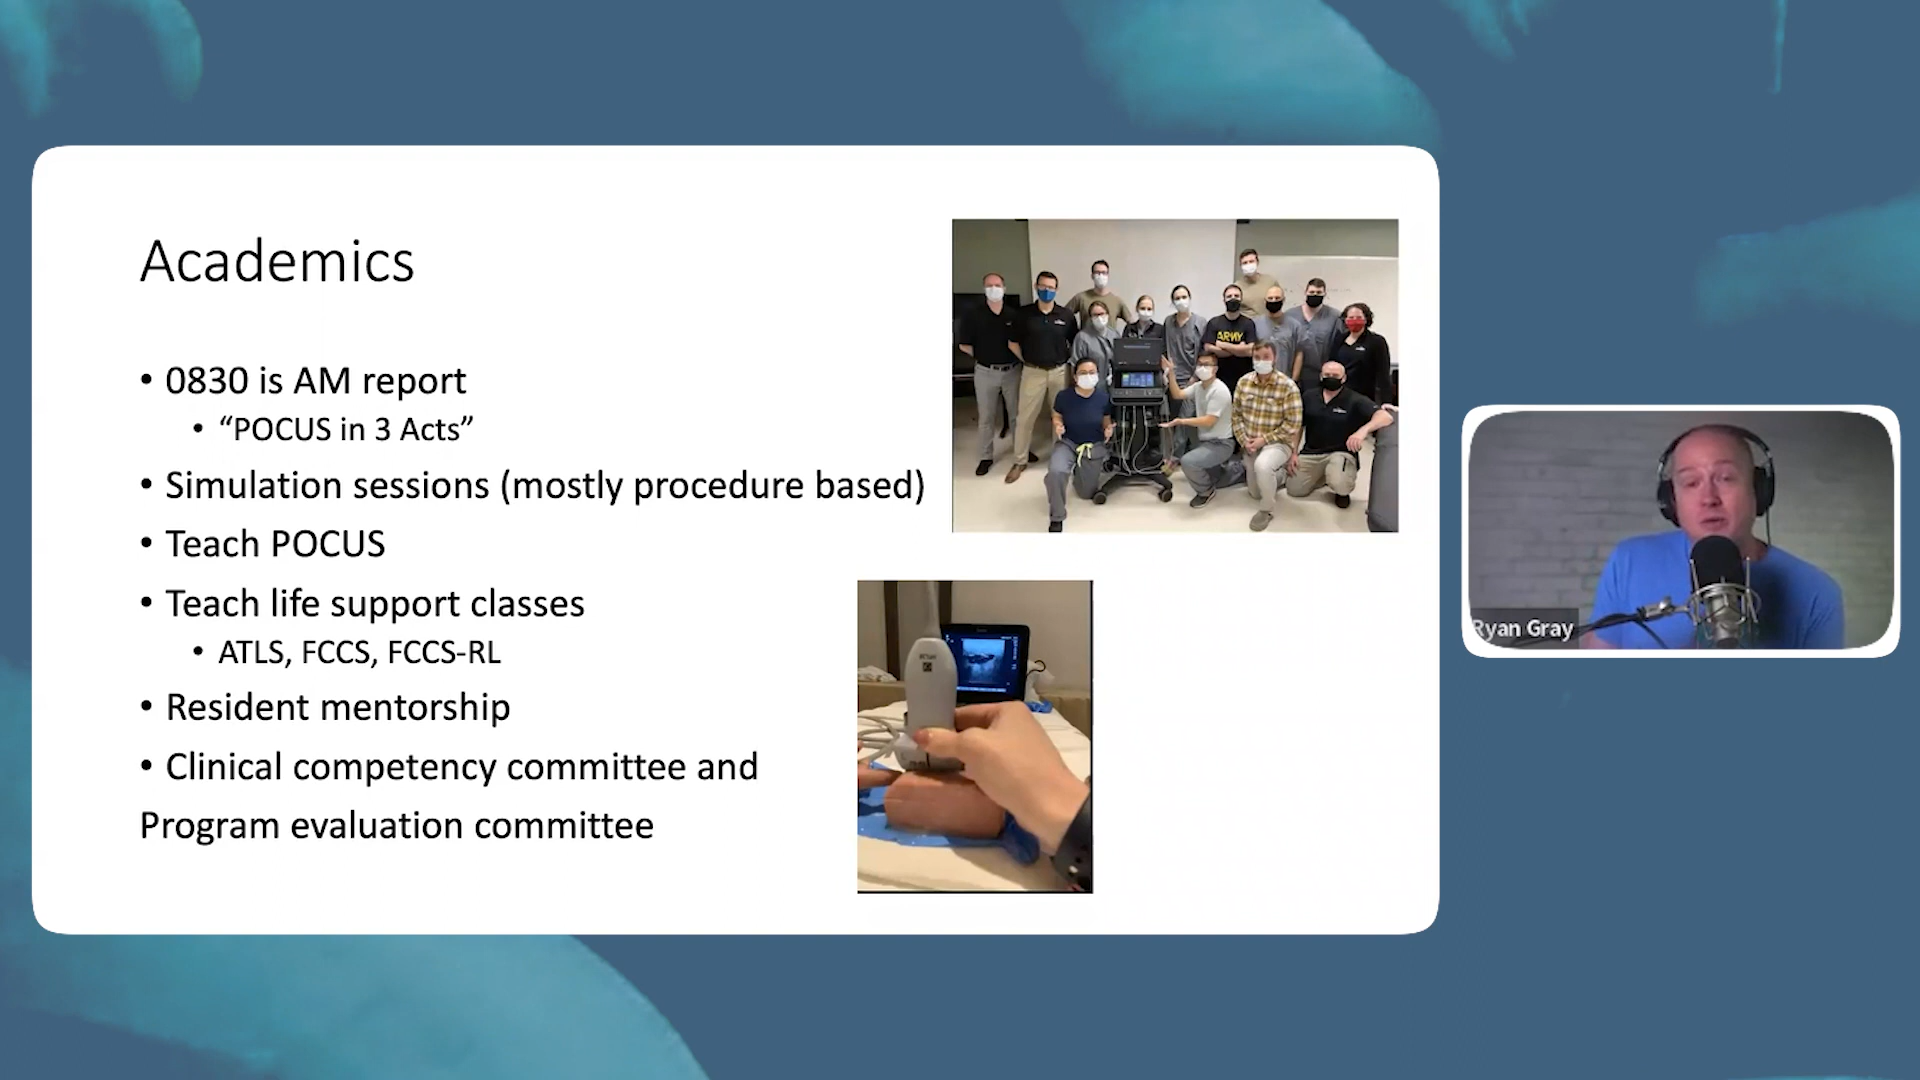 Academics
• 0830 is AM report
• “POCUS in 3 Acts”
• Simulation sessions (mostly procedure based)
• Teach POCUS
• Teach life support classes
• ATLS, FCCS, FCCS-RL
• Resident mentorship
• Clinical competency committee and
Program evaluation committee
ARMY
Ryan Gray